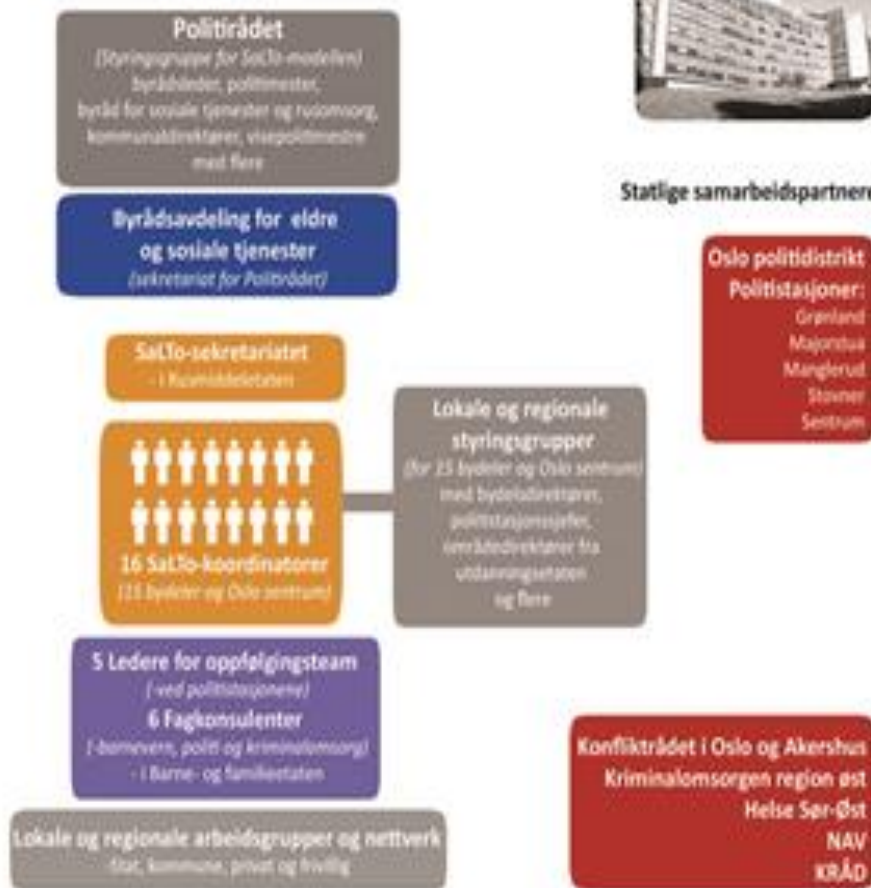 Politirådet
(Styringsgruppe for SaLTo-modellen)
byrådsleder, politimester,
byråd for sosiale tjenester og rusomsorg,
kommunaldirektører, visepolitimestre
med flere
Byrådsavdeling for eldre
og sosiale tjenester
(sekretariat for Politirådet)
SaLTo-sekretariatet
- i Rusmiddeletaten
16 SaLTo-koordinatorer
(15 bydeler og Oslo sentrum)
Lokale og regionale
styringsgrupper
(for 15 bydeler og Oslo sentrum)
med bydelsdirektører,
politistasjonssjefer,
områdedirektører fra
utdanningsetaten
og flere
5 Ledere for oppfølgingsteam
(-ved politistasjonene)
6 Fagkonsulenter
(-barnevern, politi og kriminalomsorg)
- i Barne- og familieetaten
Lokale og regionale arbeidsgrupper og nettverk
-Stat, kommune, privat og frivillig
Statlige samarbeidspartnere
Oslo politidistrikt
Politistasjoner:
Grønland
Majorstua
Manglerud
Stovner
Sentrum
Konfliktrådet i Oslo og Akershus
Kriminalomsorgen region øst
Helse Sør-Øst
NAV
KRÅD